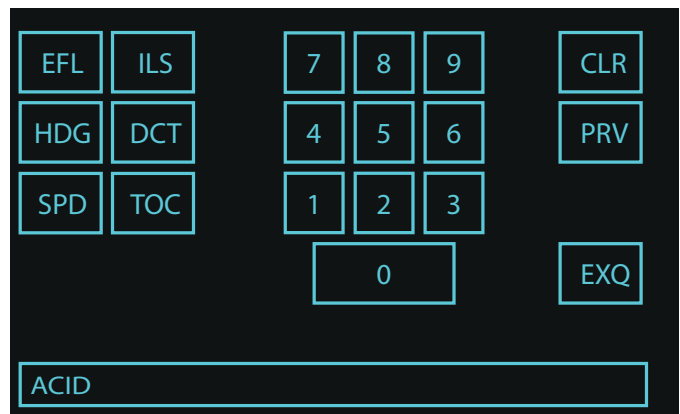 EFL ILS 7 8 9 CLR
HDG DCT 4 5 6 PRV
SPD TOC 1 2 3
0 EXQ
ACID